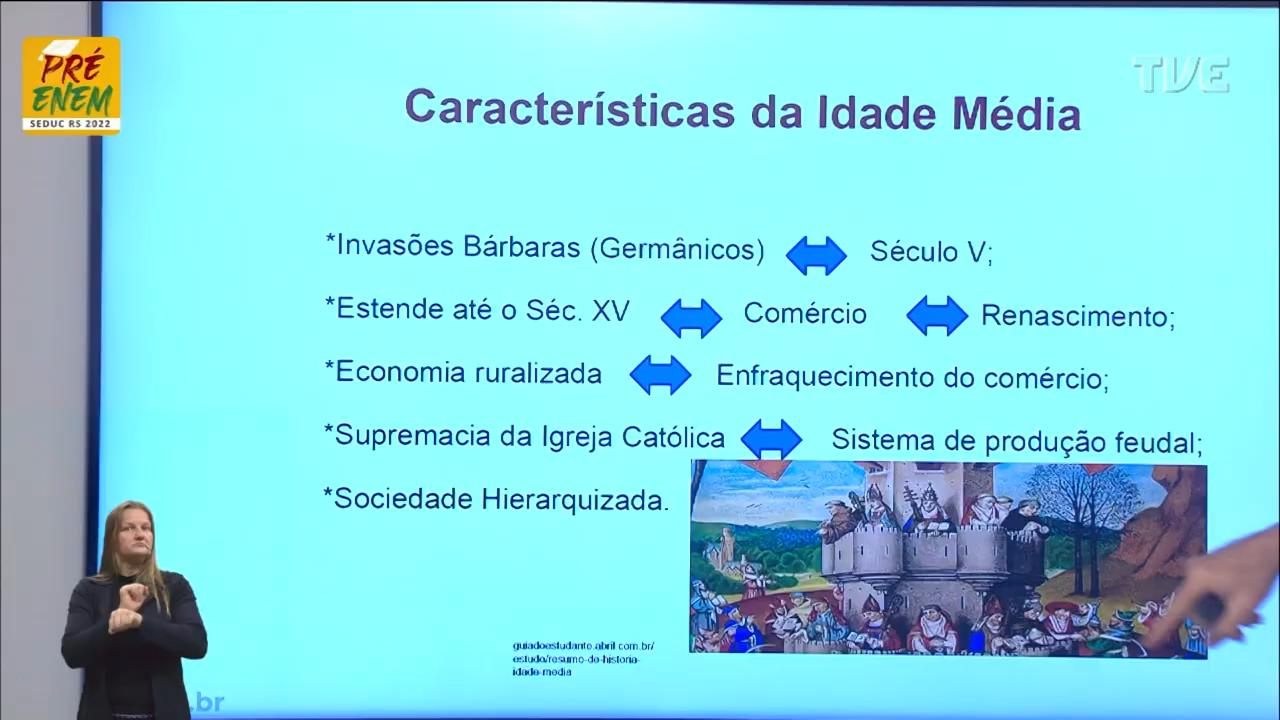 PRÉ
ENEM
SEDUC RS 2022
TVE
Características da Idade Média
*Invasões Bárbaras (Germânicos) Século V;
*Estende até o Séc. XV Comércio Renascimento;
*Economia ruralizada Enfraquecimento do comércio;
*Supremacia da Igreja Católica Sistema de produção feudal;
*Sociedade Hierarquizada.
guiadoestudante.abril.com.br/
estudo/resumo-de-historia-
idade-media
.br